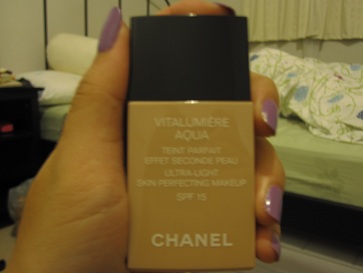 VITALUMIÈRE
AQUA
TEINT PARFAIT
EFFET SECONDE PEAU
ULTRA-LIGHT
SKIN PERFECTING MAKEUP
SPF 15
CHANEL